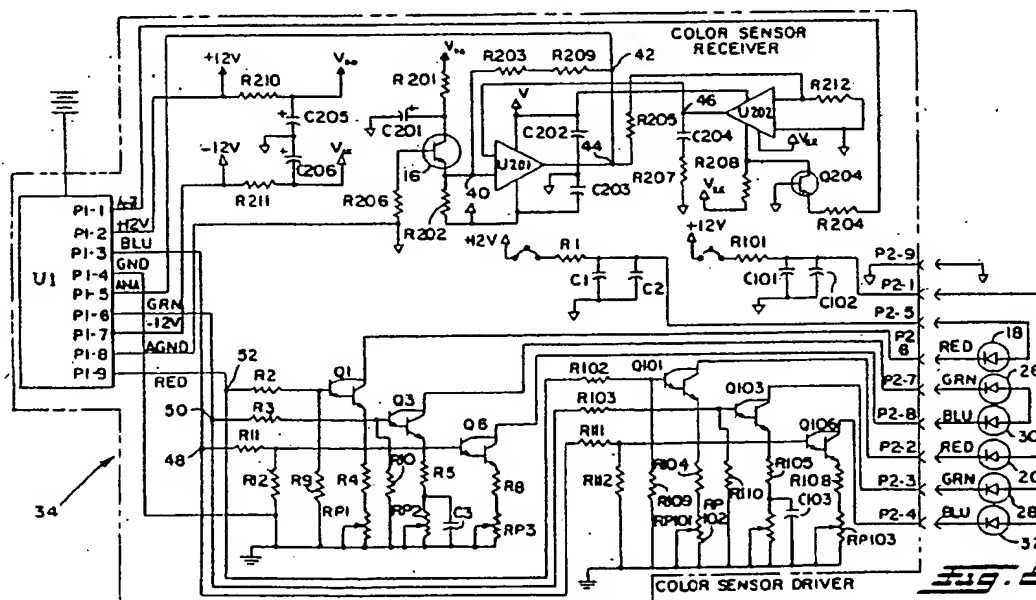 COLOR SENSOR
RECEIVER
+12V
R210
V
C205
-12V
C206
R211
R201
C201
16
R206
R202
R203
R209
42
40
U201
V
C202
44
C203
R205
46
C204
R207
R208
U202
R212
Q204
R204
U1
P1-1
P1-2
+12V
P1-3
BLU
P1-4
GND
P1-5
ANA
P1-6
GRN
P1-7
-12V
P1-8
AGND
P1-9
RED
+12V
R1
C1
C2
+12V
R101
C101
C102
P2-9
P2-1
P2-5
P2
6
RED
18
P2-7
GRN
26
P2-8
BLU
30
P2-2
RED
20
P2-3
GRN
28
P2-4
BLU
32
52
R2
Q1
50
R3
Q3
48
R11
Q6
R12
R9
R4
R10
R5
R8
RP1
RP2
C3
RP3
R102
Q101
R103
Q103
R111
Q106
R112
R104
R109
R110
R105
R108
RP101
RP
102
C103
RP103
34
COLOR SENSOR DRIVER